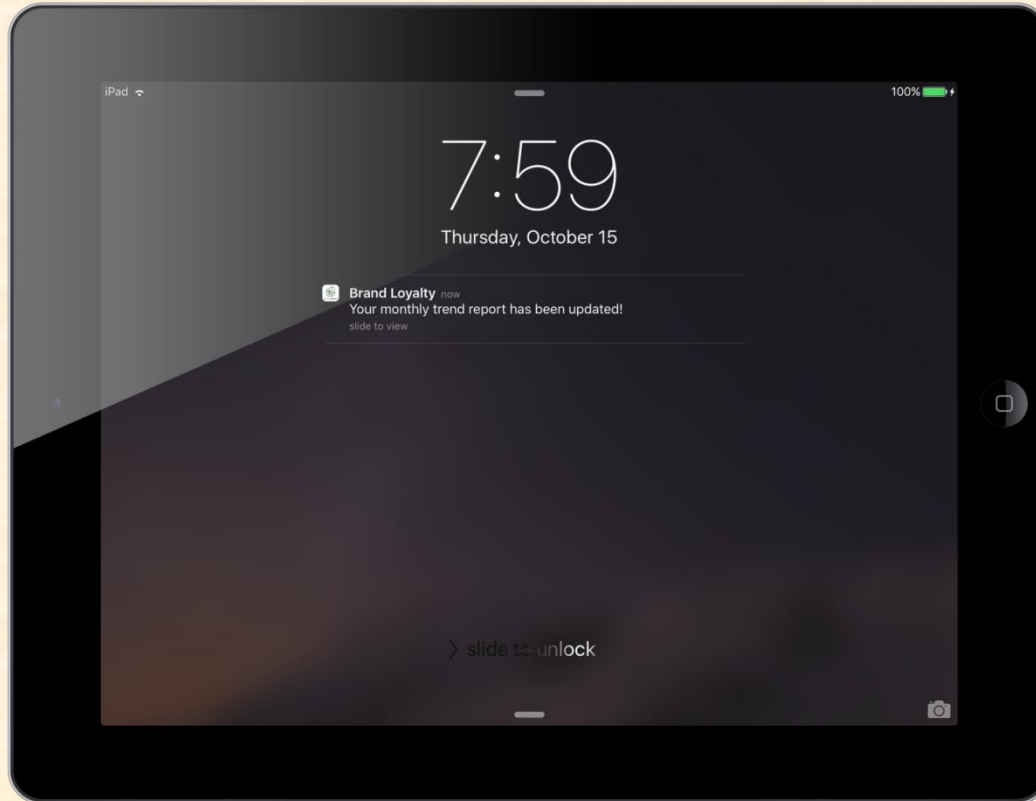 iPad 100%
7:59
Thursday, October 15
Brand Loyalty now
Your monthly trend report has been updated!
slide to view
> slide to unlock